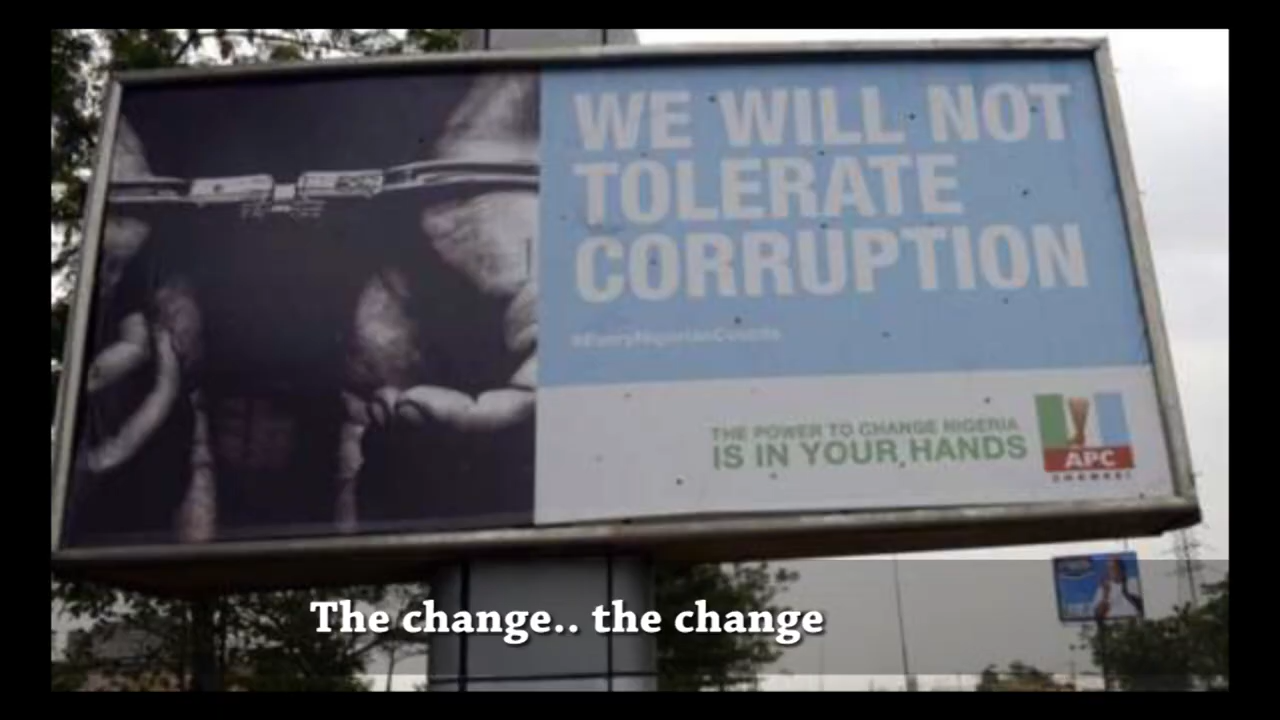 WE WILL NOT
TOLERATE
CORRUPTION
#EveryNigerianCounts
THE POWER TO CHANGE NIGERIA
IS IN YOUR HANDS
APC
The change.. the change